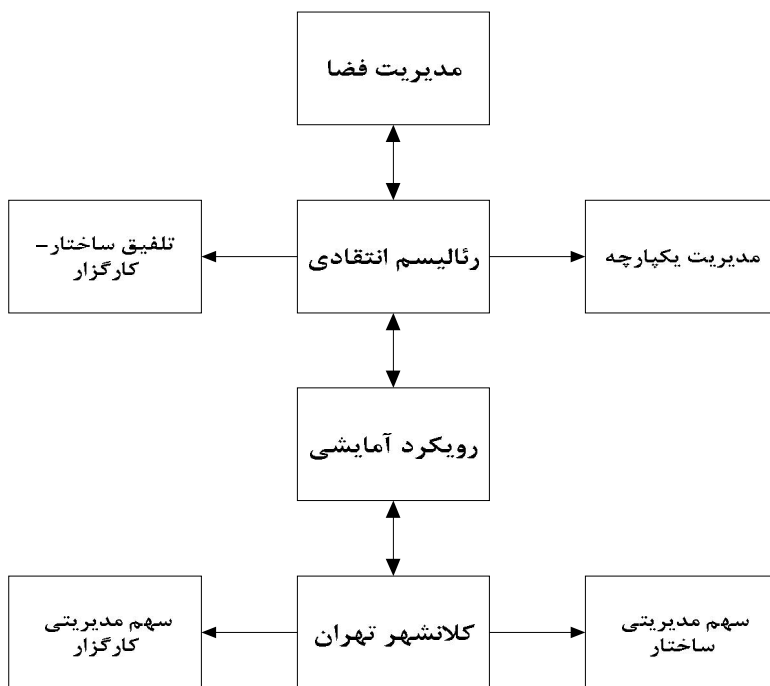 مدیریت فضا
مدیریت یکپارچه
رئالیسم انتقادی
تلفیق ساختار-
کارگزار
رویکرد آمایشی
سهم مدیریتی
ساختار
کلانشهر تهران
سهم مدیریتی
کارگزار